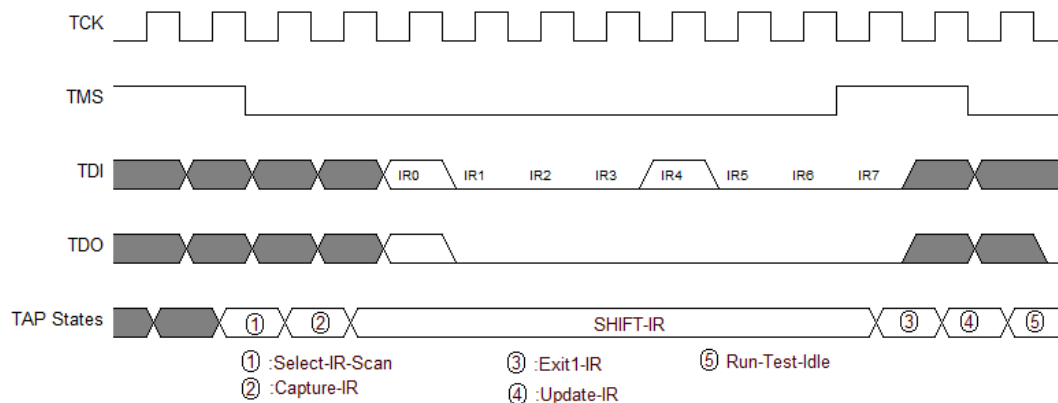 TCK
TMS
TDI IR0 IR1 IR2 IR3 IR4 IR5 IR6 IR7
TDO
TAP States ① ② SHIFT-IR ③ ④ ⑤
① :Select-IR-Scan ③ :Exit1-IR ⑤ Run-Test-Idle
② :Capture-IR ④ :Update-IR